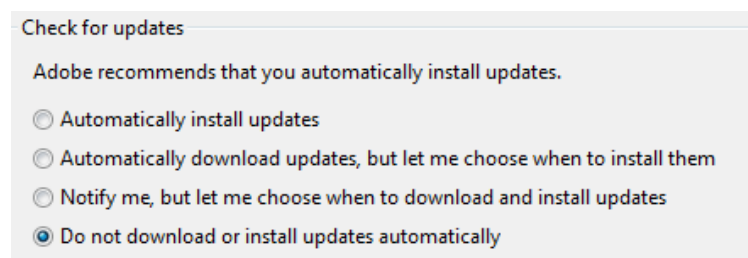 Check for updates
Adobe recommends that you automatically install updates.
Automatically install updates
Automatically download updates, but let me choose when to install them
Notify me, but let me choose when to download and install updates
Do not download or install updates automatically